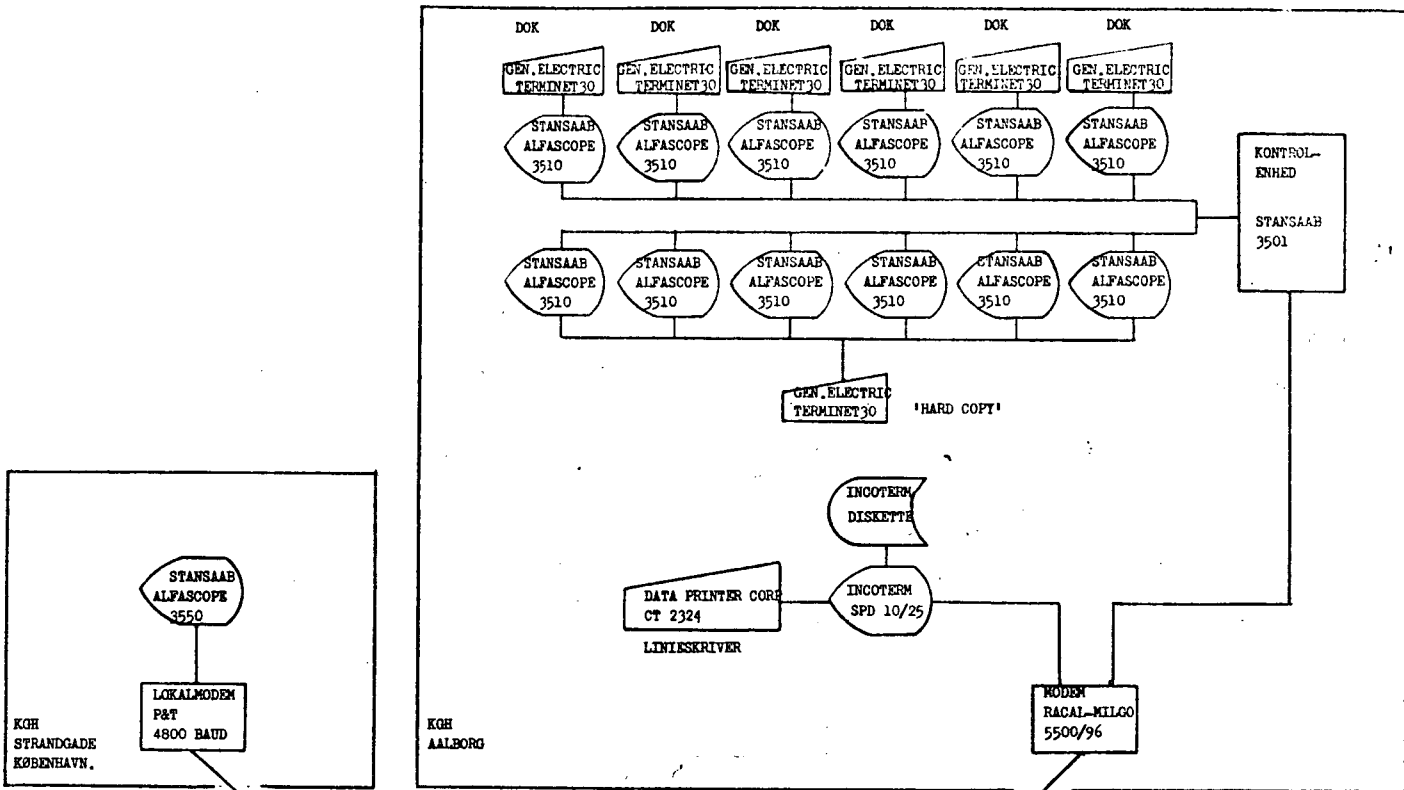 DOK DOK DOK DOK DOK
GEN.ELECTRIC
TERMINET30
GEN.ELECTRIC
TERMINET30
GEN.ELECTRIC
TERMINET30
GEN.ELECTRIC
TERMINET30
GEN.ELECTRIC
TERMINET30
GEN.ELECTRIC
TERMINET30
STANSAAB
ALFASCOPE
3510
STANSAAB
ALFASCOPE
3510
STANSAAB
ALFASCOPE
3510
STANSAAB
ALFASCOPE
3510
STANSAAB
ALFASCOPE
3510
STANSAAB
ALFASCOPE
3510
KONTROL-
ENHED
STANSAAB
3501
STANSAAB
ALFASCOPE
3510
STANSAAB
ALFASCOPE
3510
STANSAAB
ALFASCOPE
3510
STANSAAB
ALFASCOPE
3510
STANSAAB
ALFASCOPE
3510
STANSAAB
ALFASCOPE
3510
GEN.ELECTRIC
TERMINET30
'HARD COPY'
INCOTERM
DISKETTE
DATA PRINTER CORP
CT 2324
LINIESKRIVER
INCOTERM
SPD 10/25
MODEM
RACAL-MILGO
5500/96
KGH
AALBORG
STANSAAB
ALFASCOPE
3550
LOKALMODEM
P&T
4800 BAUD
KGH
STRANDGADE
KØBENHAVN.